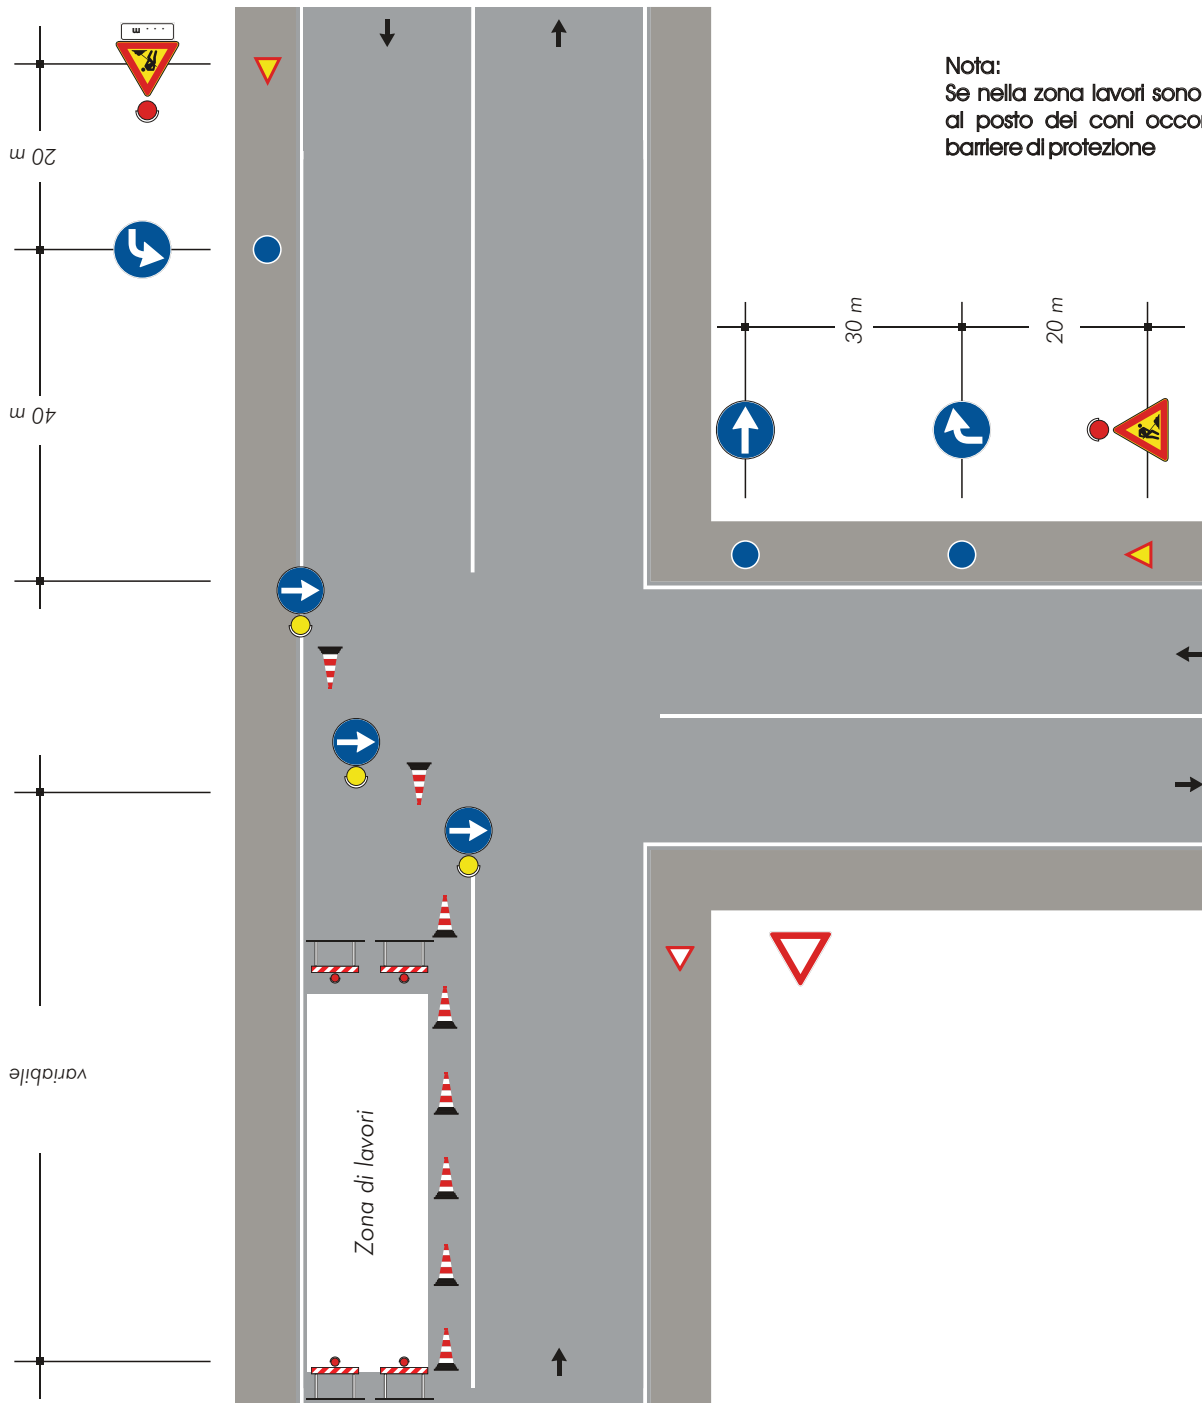 Nota:
Se nella zona lavori sono
al posto dei coni
barriere di protezione
20 m
40 m
30 m
20 m
variabile
Zona di lavori